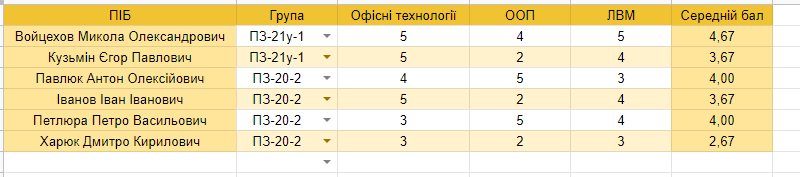 ПІБ Група Офісні технології ООП ЛВМ Середній бал
Войцехов Микола Олександрович ПЗ-21у-1 5 4 5 4,67
Кузьмін Єгор Павлович ПЗ-21у-1 5 2 4 3,67
Павлюк Антон Олексійович ПЗ-20-2 4 5 3 4,00
Іванов Іван Іванович ПЗ-20-2 5 2 4 3,67
Петлюра Петро Васильович ПЗ-20-2 3 5 4 4,00
Харюк Дмитро Кирилович ПЗ-20-2 3 2 3 2,67